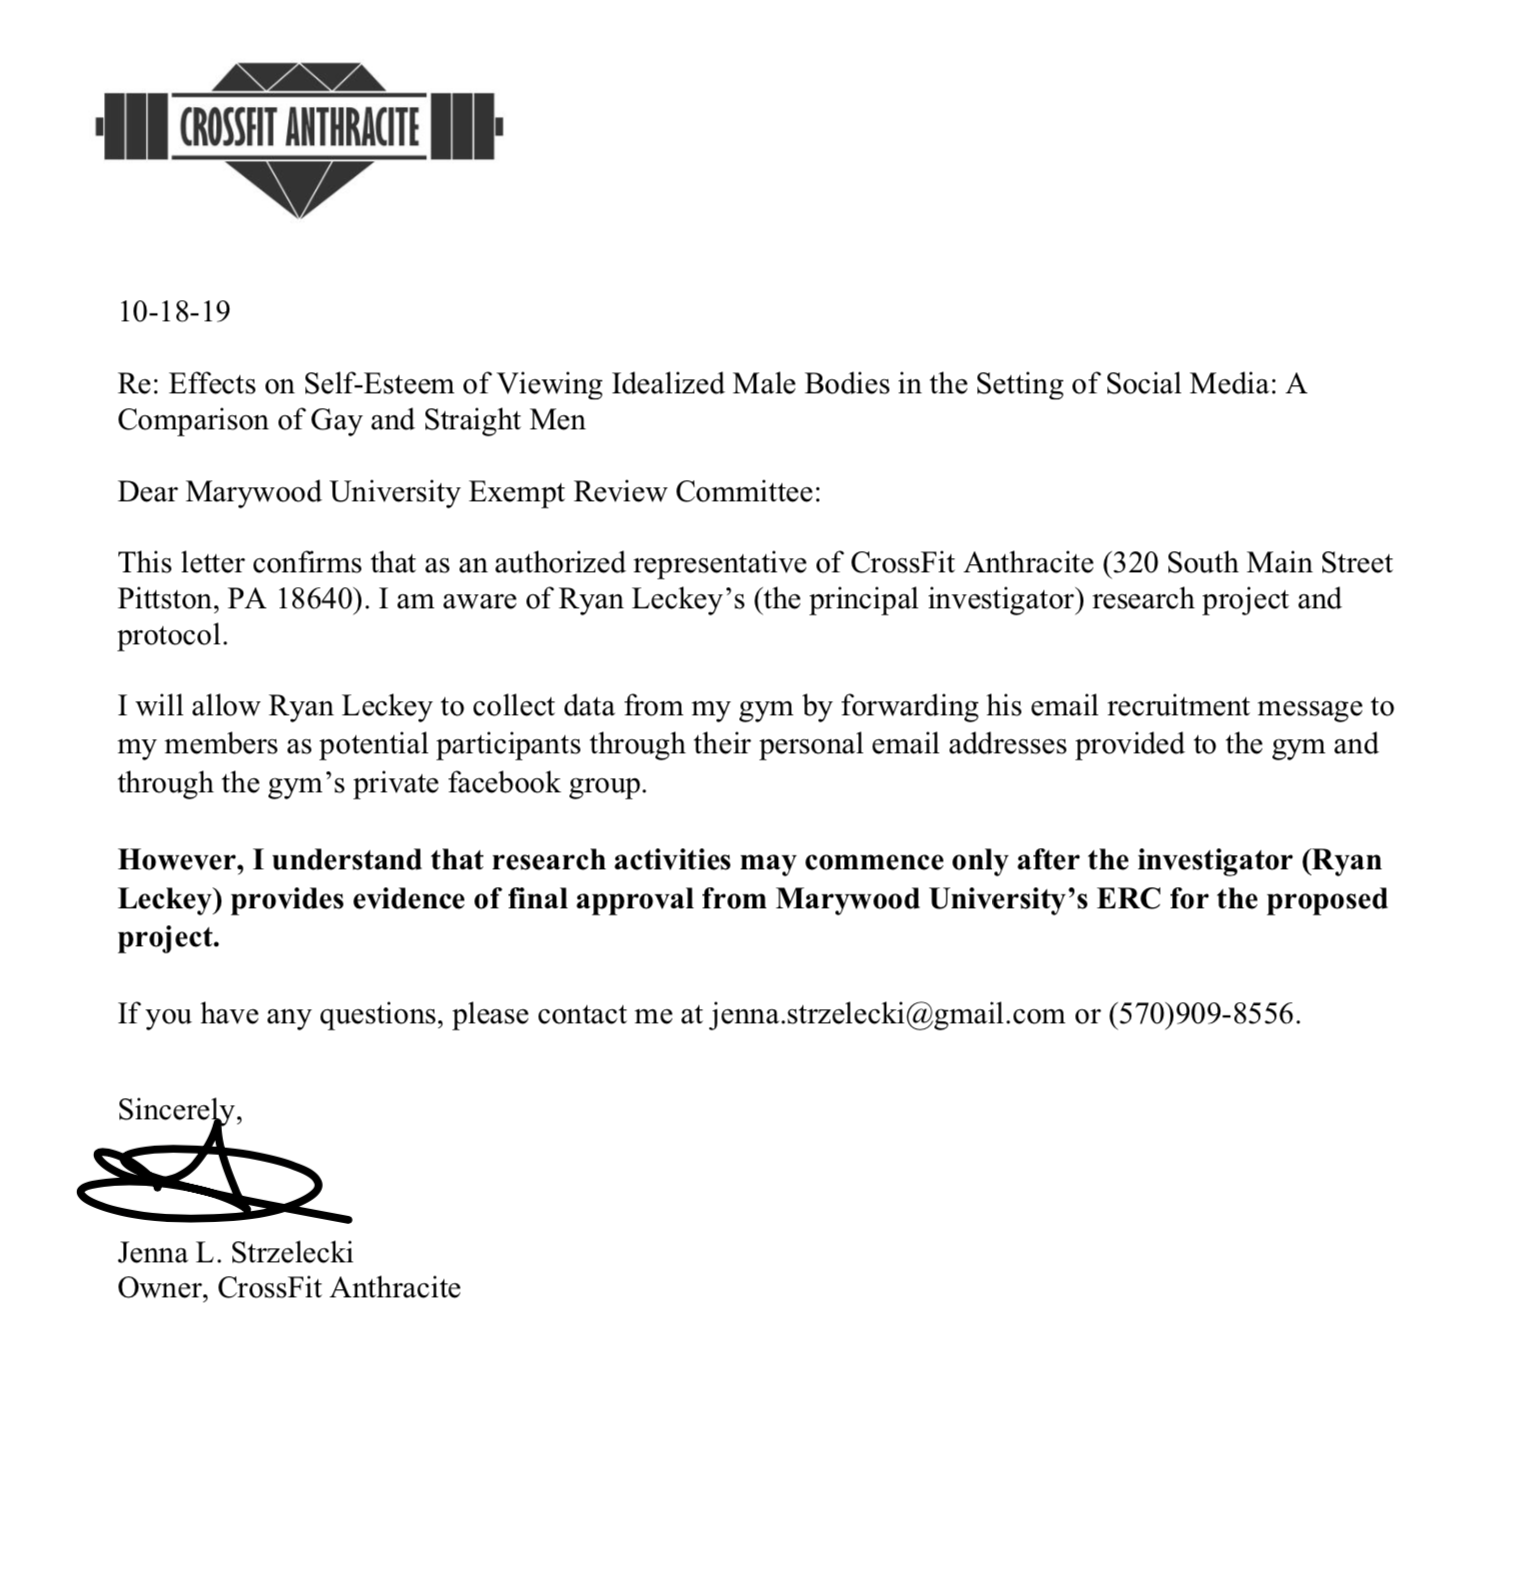 CROSSFIT ANTHRACITE
10-18-19
Re: Effects on Self-Esteem of Viewing Idealized Male Bodies in the Setting of Social Media: A
Comparison of Gay and Straight Men
Dear Marywood University Exempt Review Committee:
This letter confirms that as an authorized representative of CrossFit Anthracite (320 South Main Street
Pittston, PA 18640). I am aware of Ryan Leckey’s (the principal investigator) research project and
protocol.
I will allow Ryan Leckey to collect data from my gym by forwarding his email recruitment message to
my members as potential participants through their personal email addresses provided to the gym and
through the gym’s private facebook group.
However, I understand that research activities may commence only after the investigator (Ryan
Leckey) provides evidence of final approval from Marywood University’s ERC for the proposed
project.
If you have any questions, please contact me at jenna.strzelecki@gmail.com or (570)909-8556.
Sincerely,
Jenna L. Strzelecki
Owner, CrossFit Anthracite